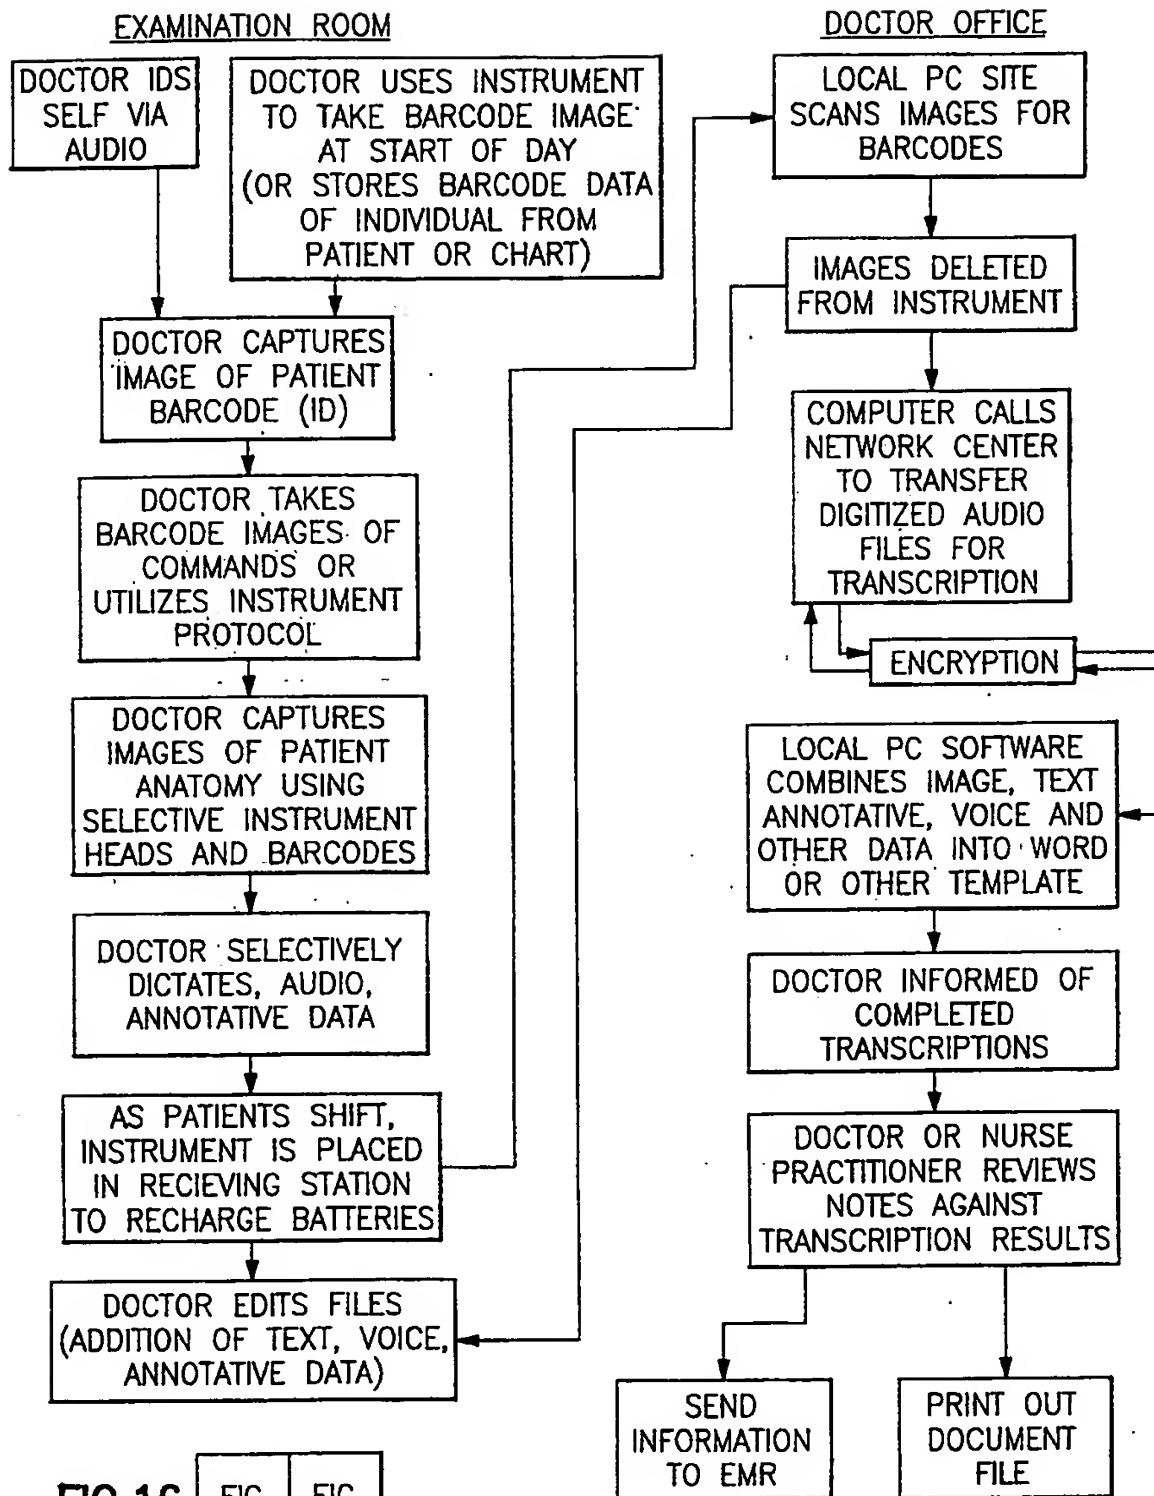 EXAMINATION ROOM
DOCTOR IDS
SELF VIA
AUDIO
DOCTOR USES INSTRUMENT
TO TAKE BARCODE IMAGE
AT START OF DAY
(OR STORES BARCODE DATA
OF INDIVIDUAL FROM
PATIENT OR CHART)
DOCTOR CAPTURES
IMAGE OF PATIENT
BARCODE (ID)
DOCTOR TAKES
BARCODE IMAGES OF
COMMANDS OR
UTILIZES INSTRUMENT
PROTOCOL
DOCTOR CAPTURES
IMAGES OF PATIENT
ANATOMY USING
SELECTIVE INSTRUMENT
HEADS AND BARCODES
DOCTOR SELECTIVELY
DICTATES, AUDIO,
ANNOTATIVE DATA
AS PATIENTS SHIFT,
INSTRUMENT IS PLACED
IN RECIEVING STATION
TO RECHARGE BATTERIES
DOCTOR EDITS FILES
(ADDITION OF TEXT, VOICE,
ANNOTATIVE DATA)
DOCTOR OFFICE
LOCAL PC SITE
SCANS IMAGES FOR
BARCODES
IMAGES DELETED
FROM INSTRUMENT
COMPUTER CALLS
NETWORK CENTER
TO TRANSFER
DIGITIZED AUDIO
FILES FOR
TRANSCRIPTION
ENCRYPTION
LOCAL PC SOFTWARE
COMBINES IMAGE, TEXT
ANNOTATIVE, VOICE AND
OTHER DATA INTO WORD
OR OTHER TEMPLATE
DOCTOR INFORMED OF
COMPLETED
TRANSCRIPTIONS
DOCTOR OR NURSE
PRACTITIONER REVIEWS
NOTES AGAINST
TRANSCRIPTION RESULTS
SEND
INFORMATION
TO EMR
PRINT OUT
DOCUMENT
FILE
FIG. 16
FIG. FIG.